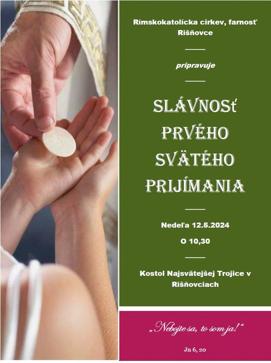 Rímskokatolícka cirkev, farnosť
Rišňovce
pripravuje
SLÁVNOSť
PRVÉHO
SVÄTÉHO
PRIJÍMANIA
Nedeľa 12.5.2024
O 10,30
Kostol Najsvätejšej Trojice v
Rišňovciach
„Nebojte sa, to som ja!“
Jn 6, 20